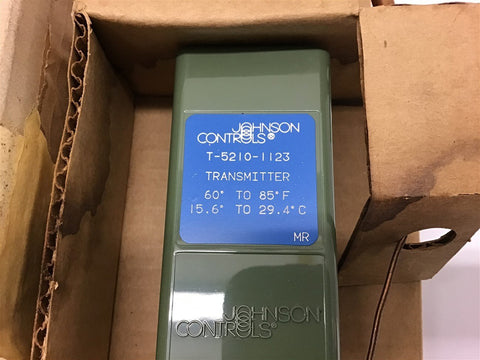 JOHNSON
CONTROLS®
T-5210-1123
TRANSMITTER
60° TO 85°F
15.6° TO 29.4°C
MR
JOHNSON
CONTROLS®